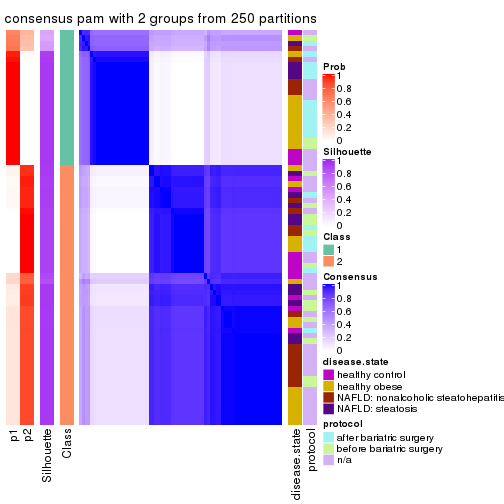 consensus pam with 2 groups from 250 partitions
Prob
1
0.8
0.6
0.4
0.2
0
Silhouette
1
0.8
0.6
0.4
0.2
0
Class
1
2
Consensus
1
0.8
0.6
0.4
0.2
0
disease.state
healthy control
healthy obese
NAFLD: nonalcoholic steatohepatitis
NAFLD: steatosis
protocol
after bariatric surgery
before bariatric surgery
n/a
p1
p2
Silhouette
Class
disease.state
protocol